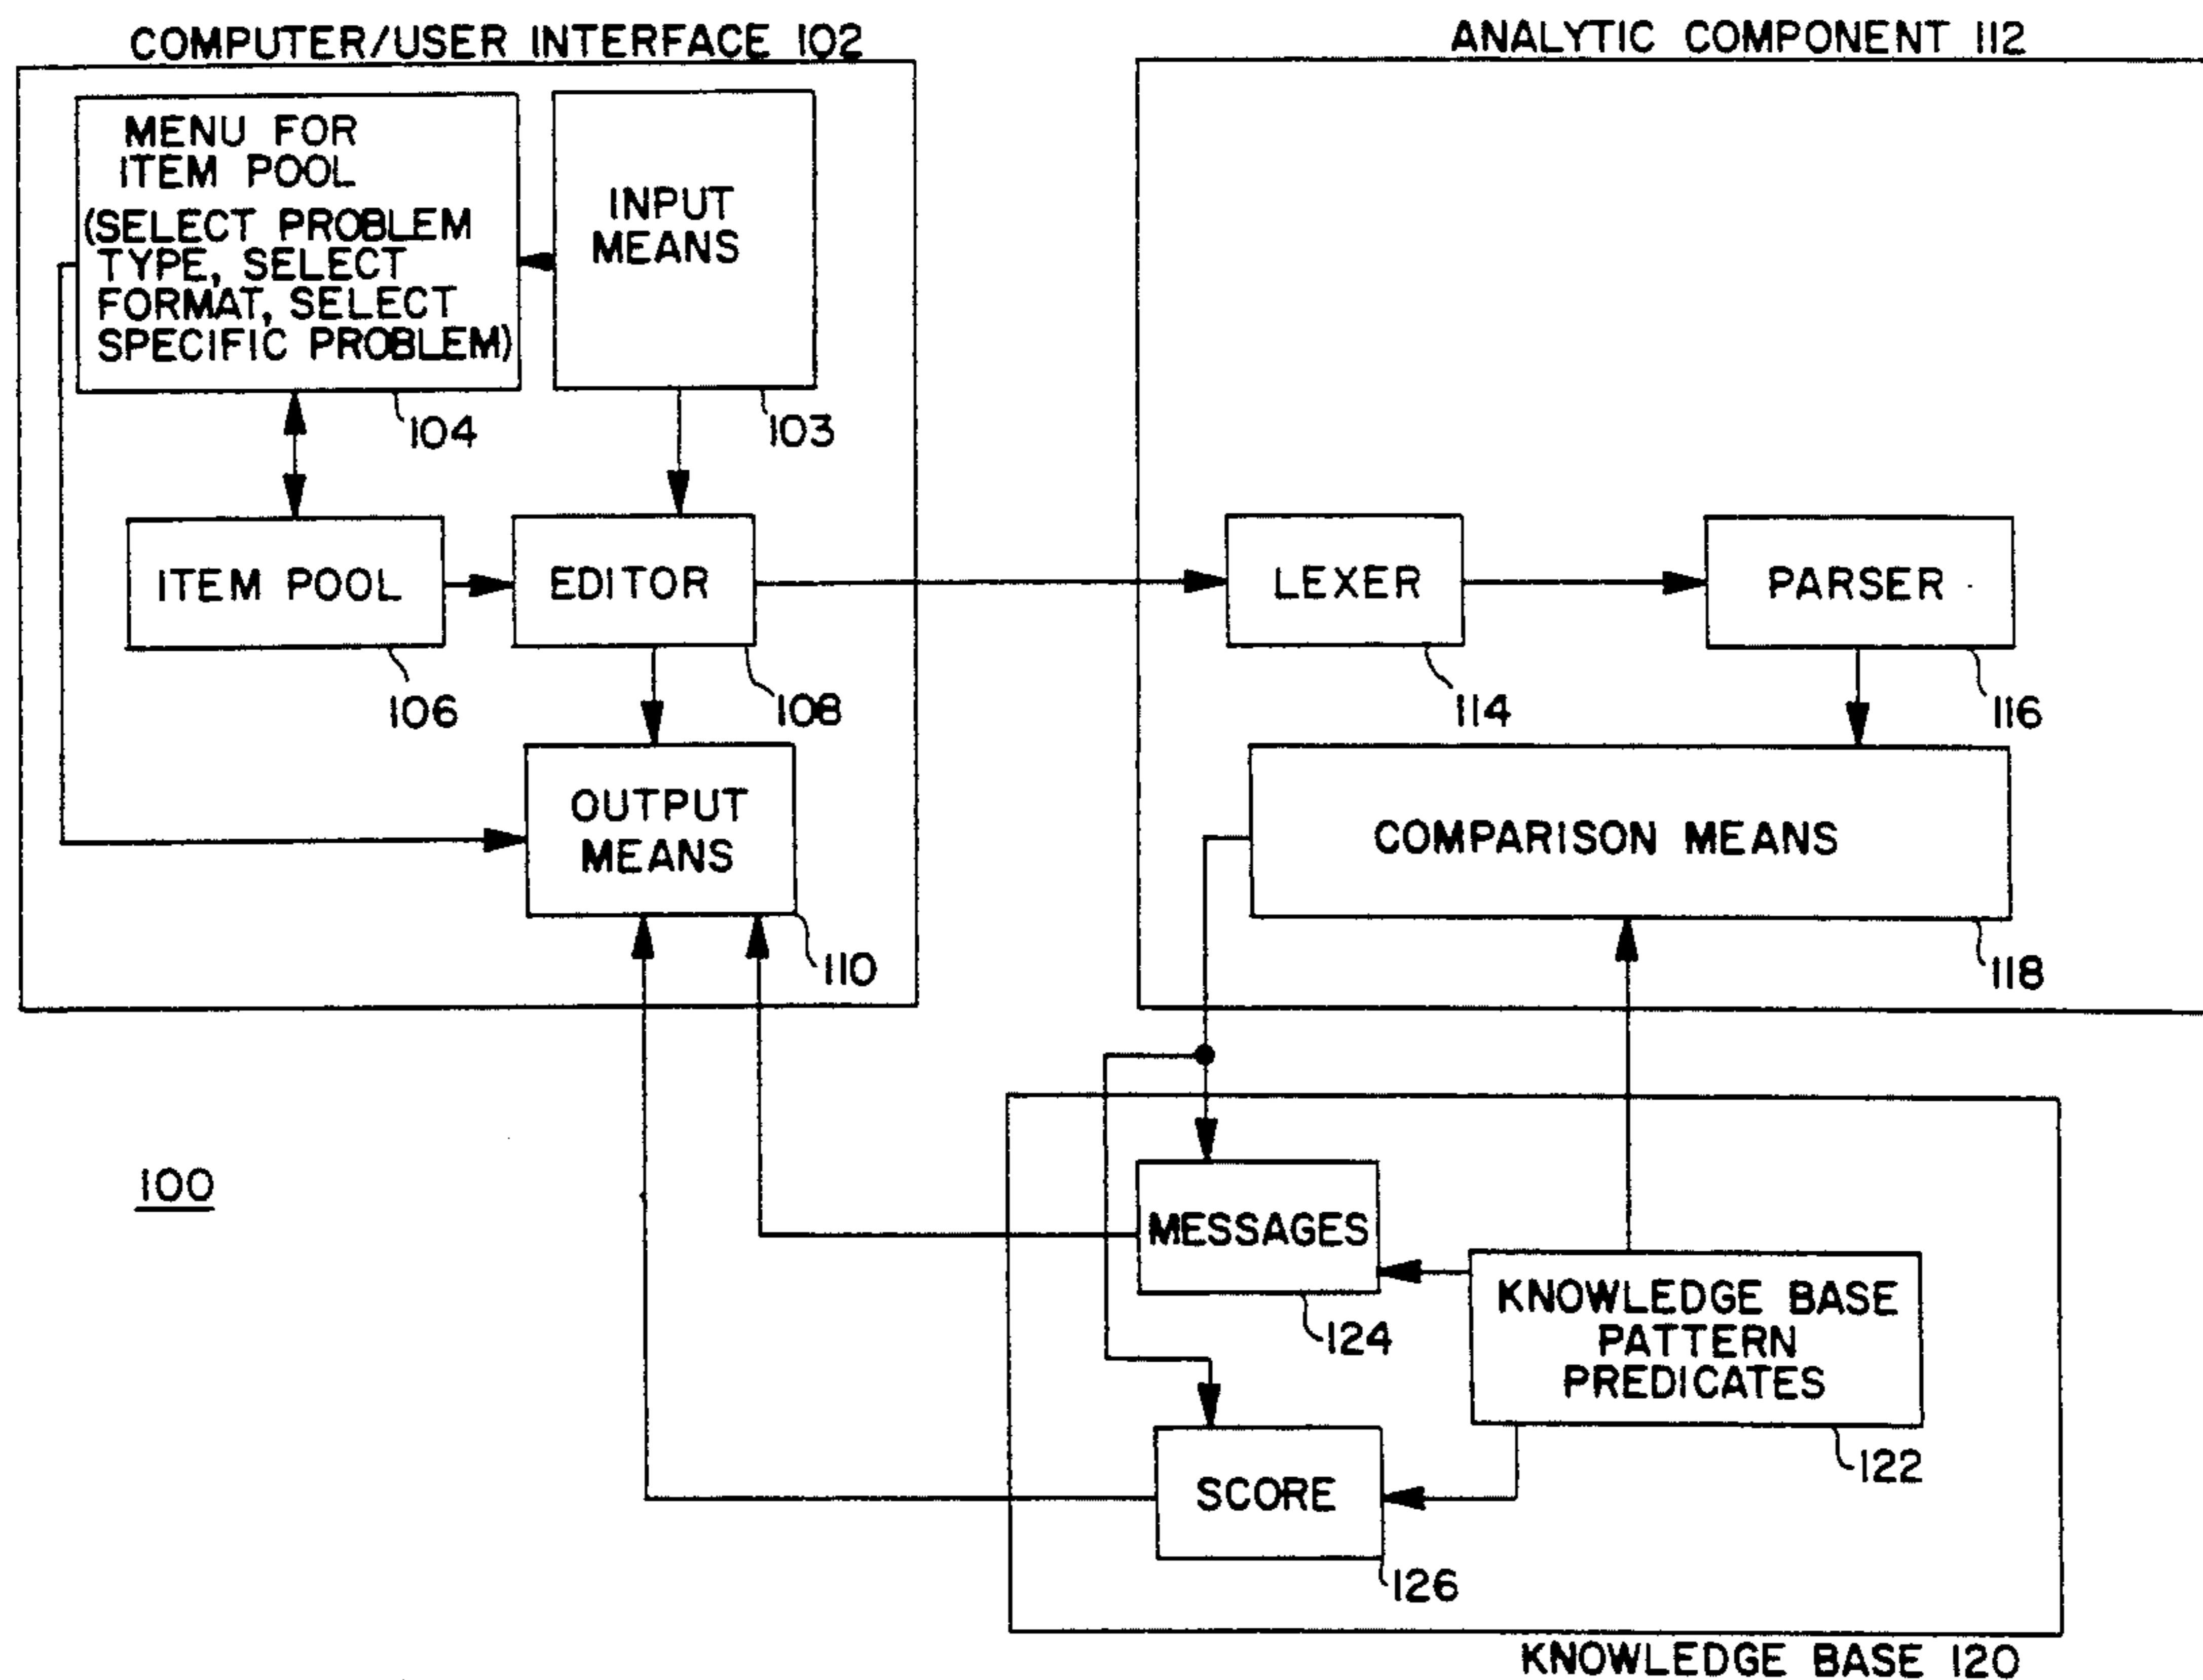 COMPUTER/USER INTERFACE 102
MENU FOR
ITEM POOL
(SELECT PROBLEM
TYPE, SELECT
FORMAT, SELECT
SPECIFIC PROBLEM)
104
INPUT
MEANS
103
ITEM POOL
106
EDITOR
108
OUTPUT
MEANS
110
ANALYTIC COMPONENT 112
LEXER
114
PARSER
116
COMPARISON MEANS
118
100
MESSAGES
124
KNOWLEDGE BASE
PATTERN
PREDICATES
122
SCORE
126
KNOWLEDGE BASE 120